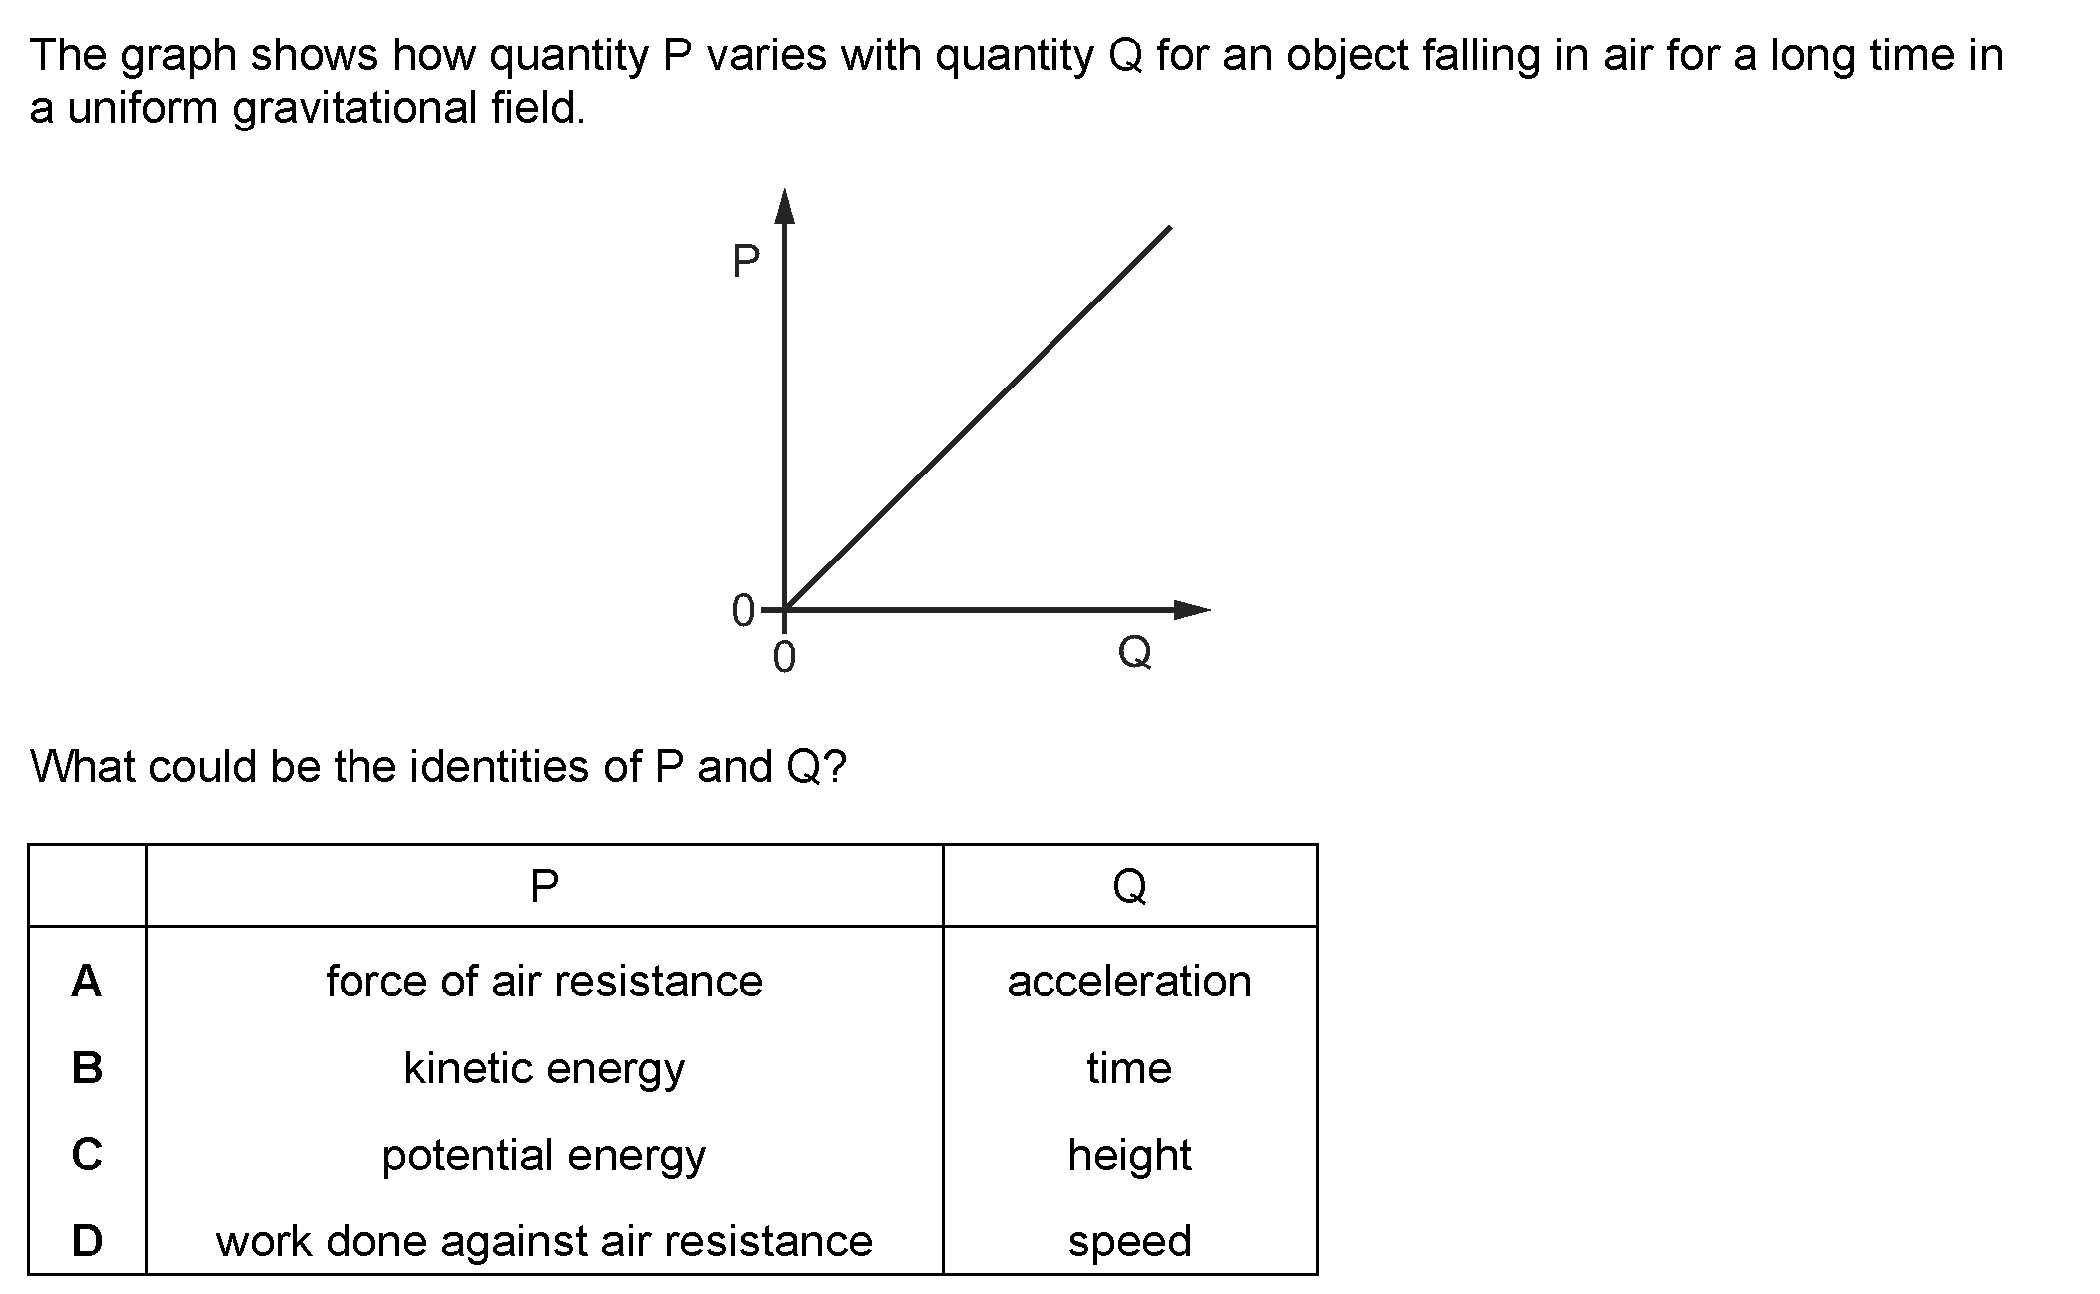 The graph shows how quantity P varies with quantity Q for an object falling in air for a long time in
a uniform gravitational field.
P
0
0
Q
What could be the identities of P and Q?
P Q
A force of air resistance acceleration
B kinetic energy time
C potential energy height
D work done against air resistance speed